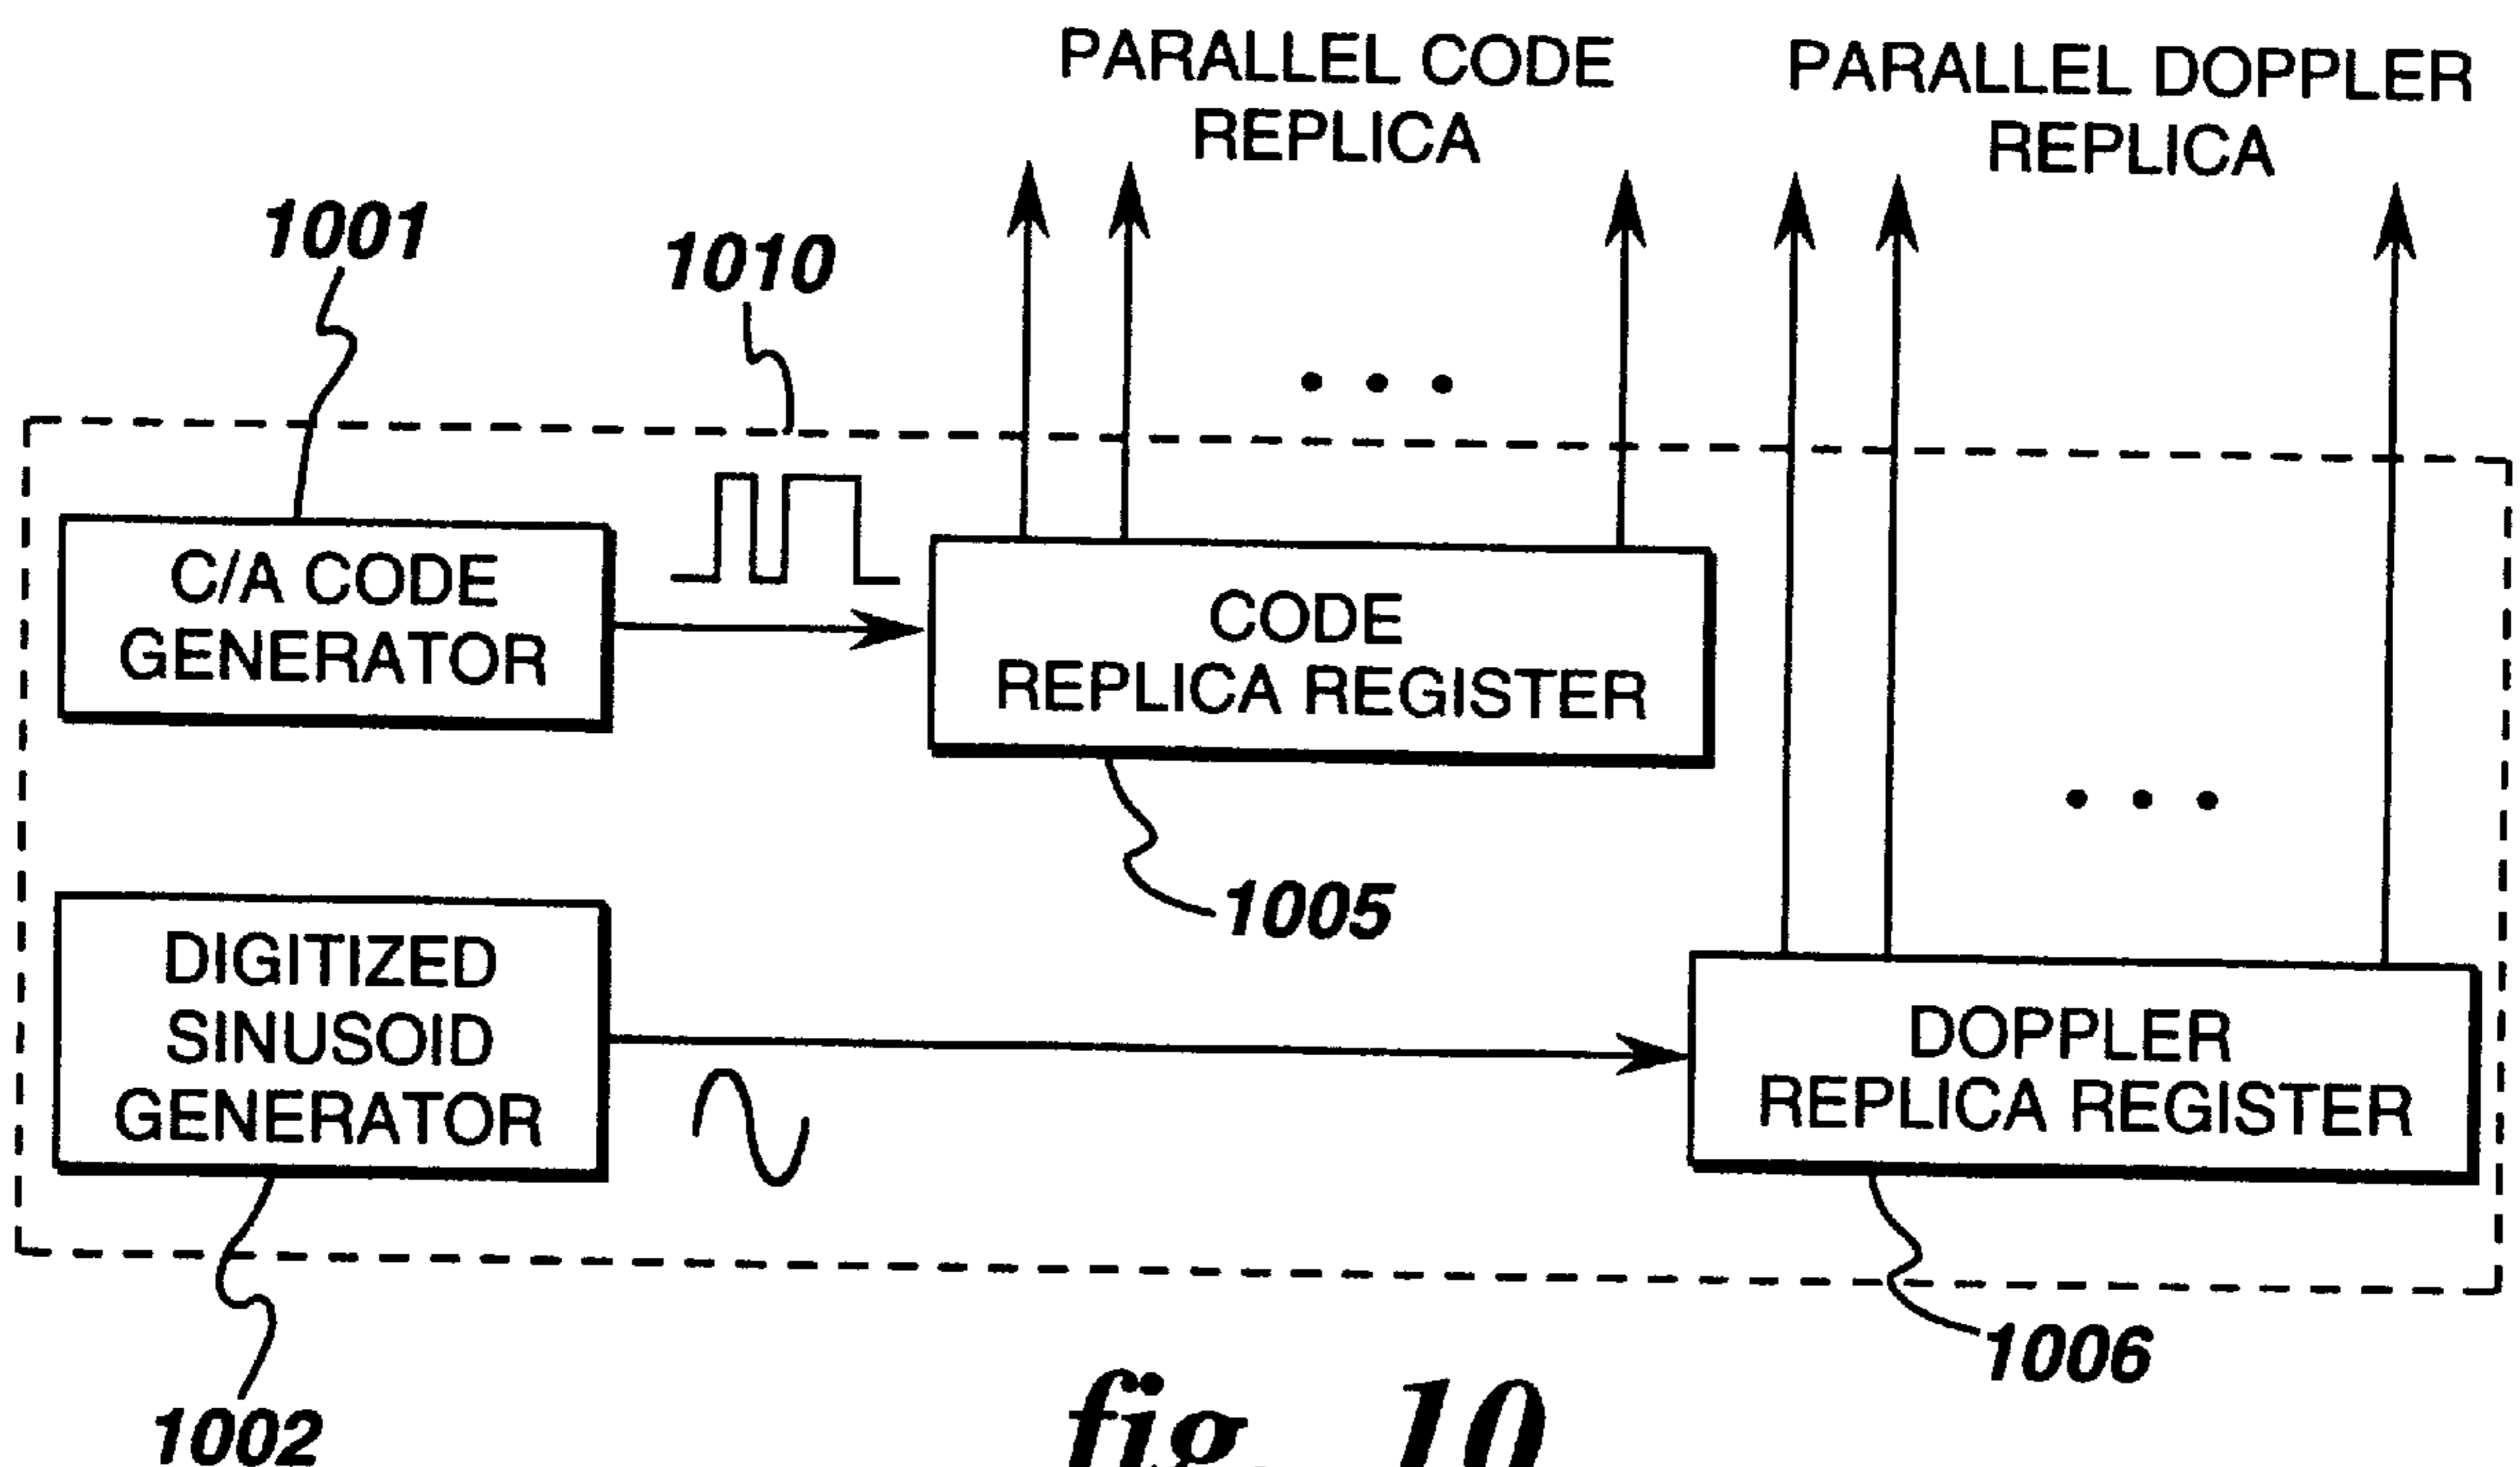 PARALLEL CODE
REPLICA
PARALLEL DOPPLER
REPLICA
1001
1010
C/A CODE
GENERATOR
CODE
REPLICA REGISTER
1005
DIGITIZED
SINUSOID
GENERATOR
DOPPLER
REPLICA REGISTER
1002
1006
fig. 10